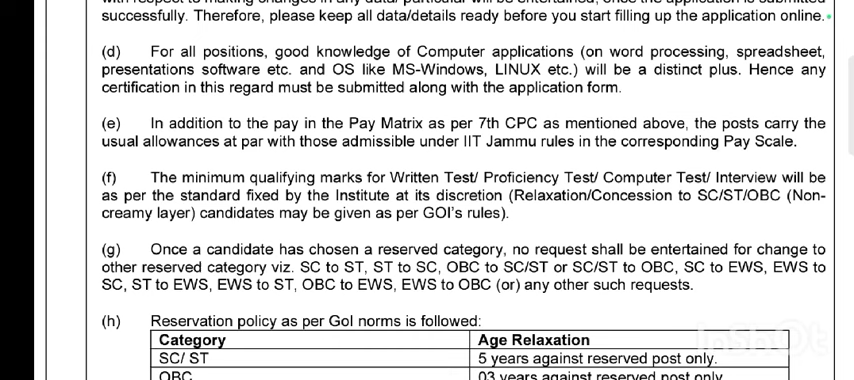 successfully. Therefore, please keep all data/details ready before you start filling up the application online.
(d) For all positions, good knowledge of Computer applications (on word processing, spreadsheet,
presentations software etc. and OS like MS-Windows, LINUX etc.) will be a distinct plus. Hence any
certification in this regard must be submitted along with the application form.
(e) In addition to the pay in the Pay Matrix as per 7th CPC as mentioned above, the posts carry the
usual allowances at par with those admissible under IIT Jammu rules in the corresponding Pay Scale.
(f) The minimum qualifying marks for Written Test/ Proficiency Test/ Computer Test/ Interview will be
as per the standard fixed by the Institute at its discretion (Relaxation/Concession to SC/ST/OBC (Non-
creamy layer) candidates may be given as per GOI's rules).
(g) Once a candidate has chosen a reserved category, no request shall be entertained for change to
other reserved category viz. SC to ST, ST to SC, OBC to SC/ST or SC/ST to OBC, SC to EWS, EWS to
SC, ST to EWS, EWS to ST, OBC to EWS, EWS to OBC (or) any other such requests.
(h) Reservation policy as per GoI norms is followed:
Category Age Relaxation
SC/ ST 5 years against reserved post only.
OBC 03 years against reserved post only.
InShOt